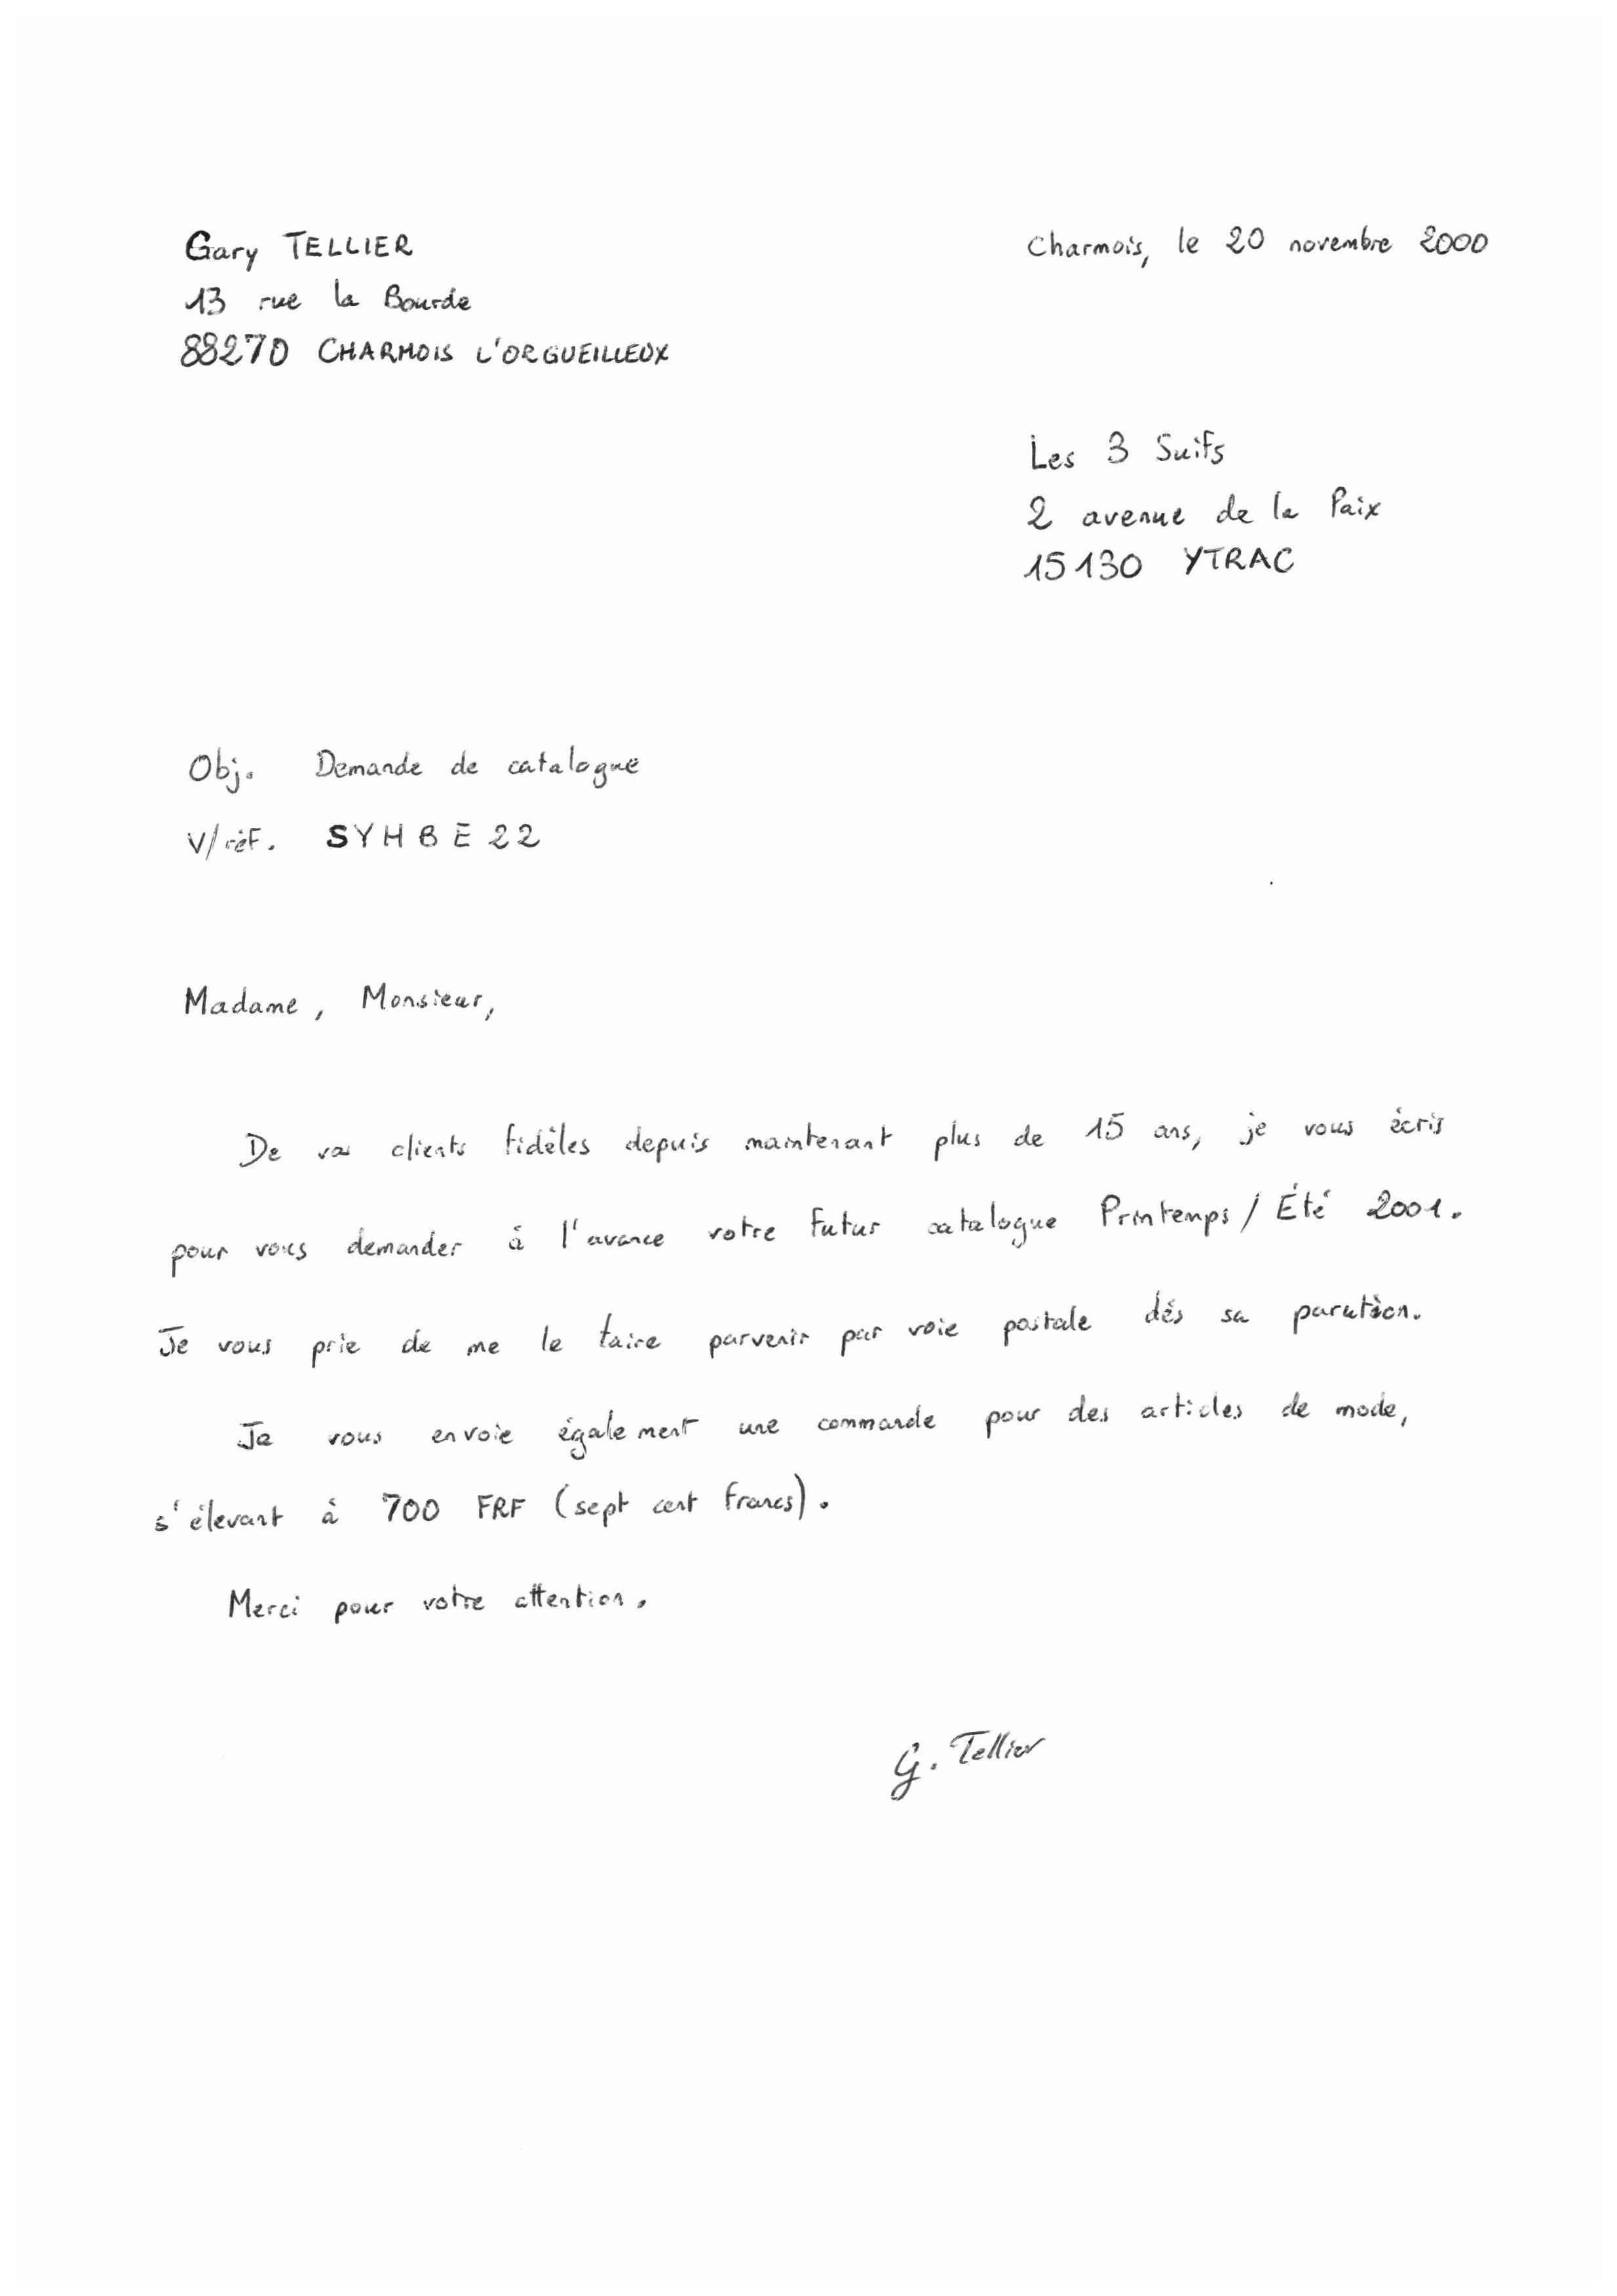 Gary TELLIER
13 rue la Bourde
88270 CHARMOIS L'ORGUEILLEUX
Charmois, le 20 novembre 2000
Les 3 Suifs
2 avenue de la Paix
15130 YTRAC
Obj. Demande de catalogue
V/réf. SYHBE22
Madame, Monsieur,
De vos clients fidèles depuis maintenant plus de 15 ans, je vous écris
pour vous demander à l'avance votre futur catalogue Printemps / Été 2001.
Je vous prie de me le faire parvenir par voie postale dès sa parution.
Je vous envoie également une commande pour des articles de mode,
s'élevant à 700 FRF (sept cent francs).
Merci pour votre attention.
G. Tellier